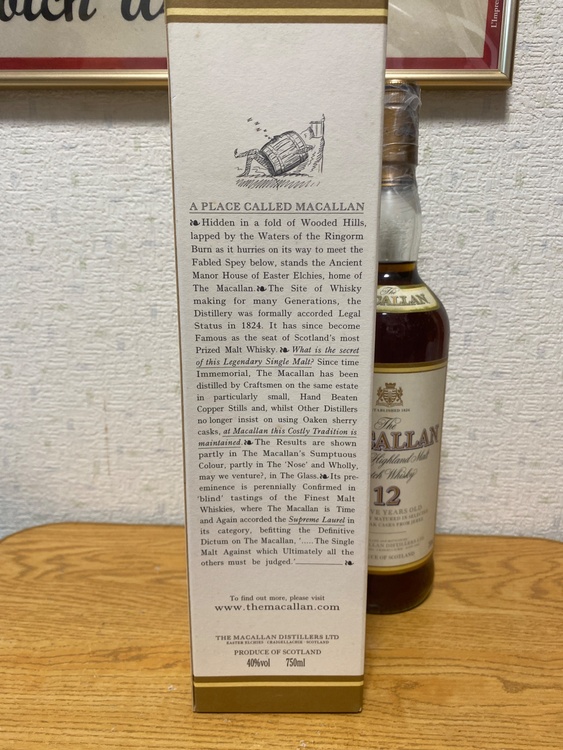 A PLACE CALLED MACALLAN
❧Hidden in a fold of Wooded Hills,
lapped by the Waters of the Ringorm
Burn as it hurries on its way to meet the
Fabled Spey below, stands the Ancient
Manor House of Easter Elchies, home of
The Macallan.❧The Site of Whisky
making for many Generations, the
Distillery was formally accorded Legal
Status in 1824. It has since become
Famous as the seat of Scotland's most
Prized Malt Whisky.❧What is the secret
of this Legendary Single Malt? Since time
Immemorial, The Macallan has been
distilled by Craftsmen on the same estate
in particularly small, Hand Beaten
Copper Stills and, whilst Other Distillers
no longer insist on using Oaken sherry
casks, at Macallan this Costly Tradition is
maintained.❧The Results are shown
partly in The Macallan's Sumptuous
Colour, partly in The 'Nose' and Wholly,
may we venture?, in The Glass.❧Its pre-
eminence is perennially Confirmed in
'blind' tastings of the Finest Malt
Whiskies, where The Macallan is Time
and Again accorded the Supreme Laurel in
its category, befitting the Definitive
Dictum on The Macallan, '.....The Single
Malt Against which Ultimately all the
others must be judged.'
To find out more, please visit
www.themacallan.com
THE MACALLAN DISTILLERS LTD
EASTER ELCHIES · CRAIGELLACHIE · SCOTLAND
PRODUCE OF SCOTLAND
40%vol 750ml
The
ALLAN
The
CALLAN
Highland Malt
Whisky
12
YEARS OLD